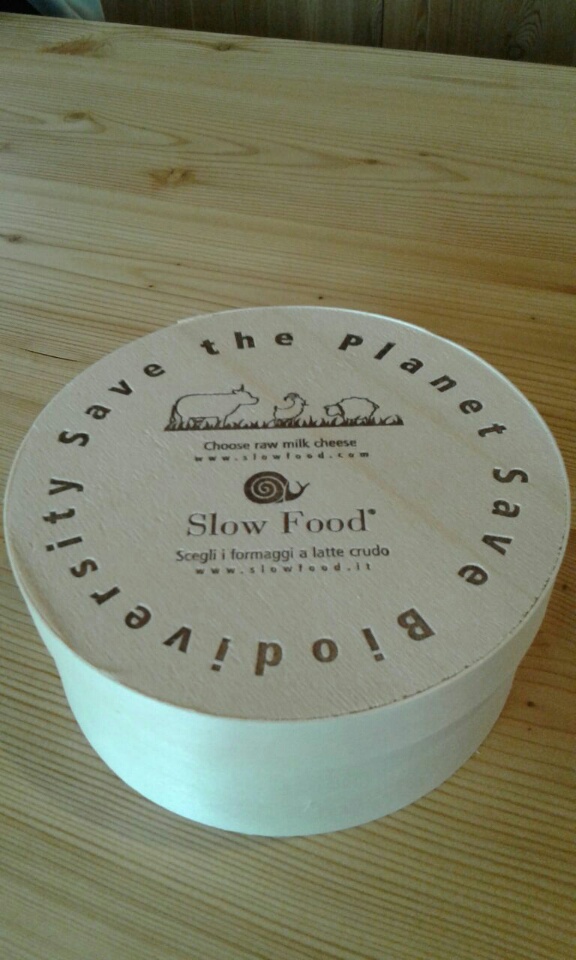 Save the Planet Save Biodiversity
Choose raw milk cheese
www.slowfood.com
Slow Food®
Scegli i formaggi a latte crudo
www.slowfood.it